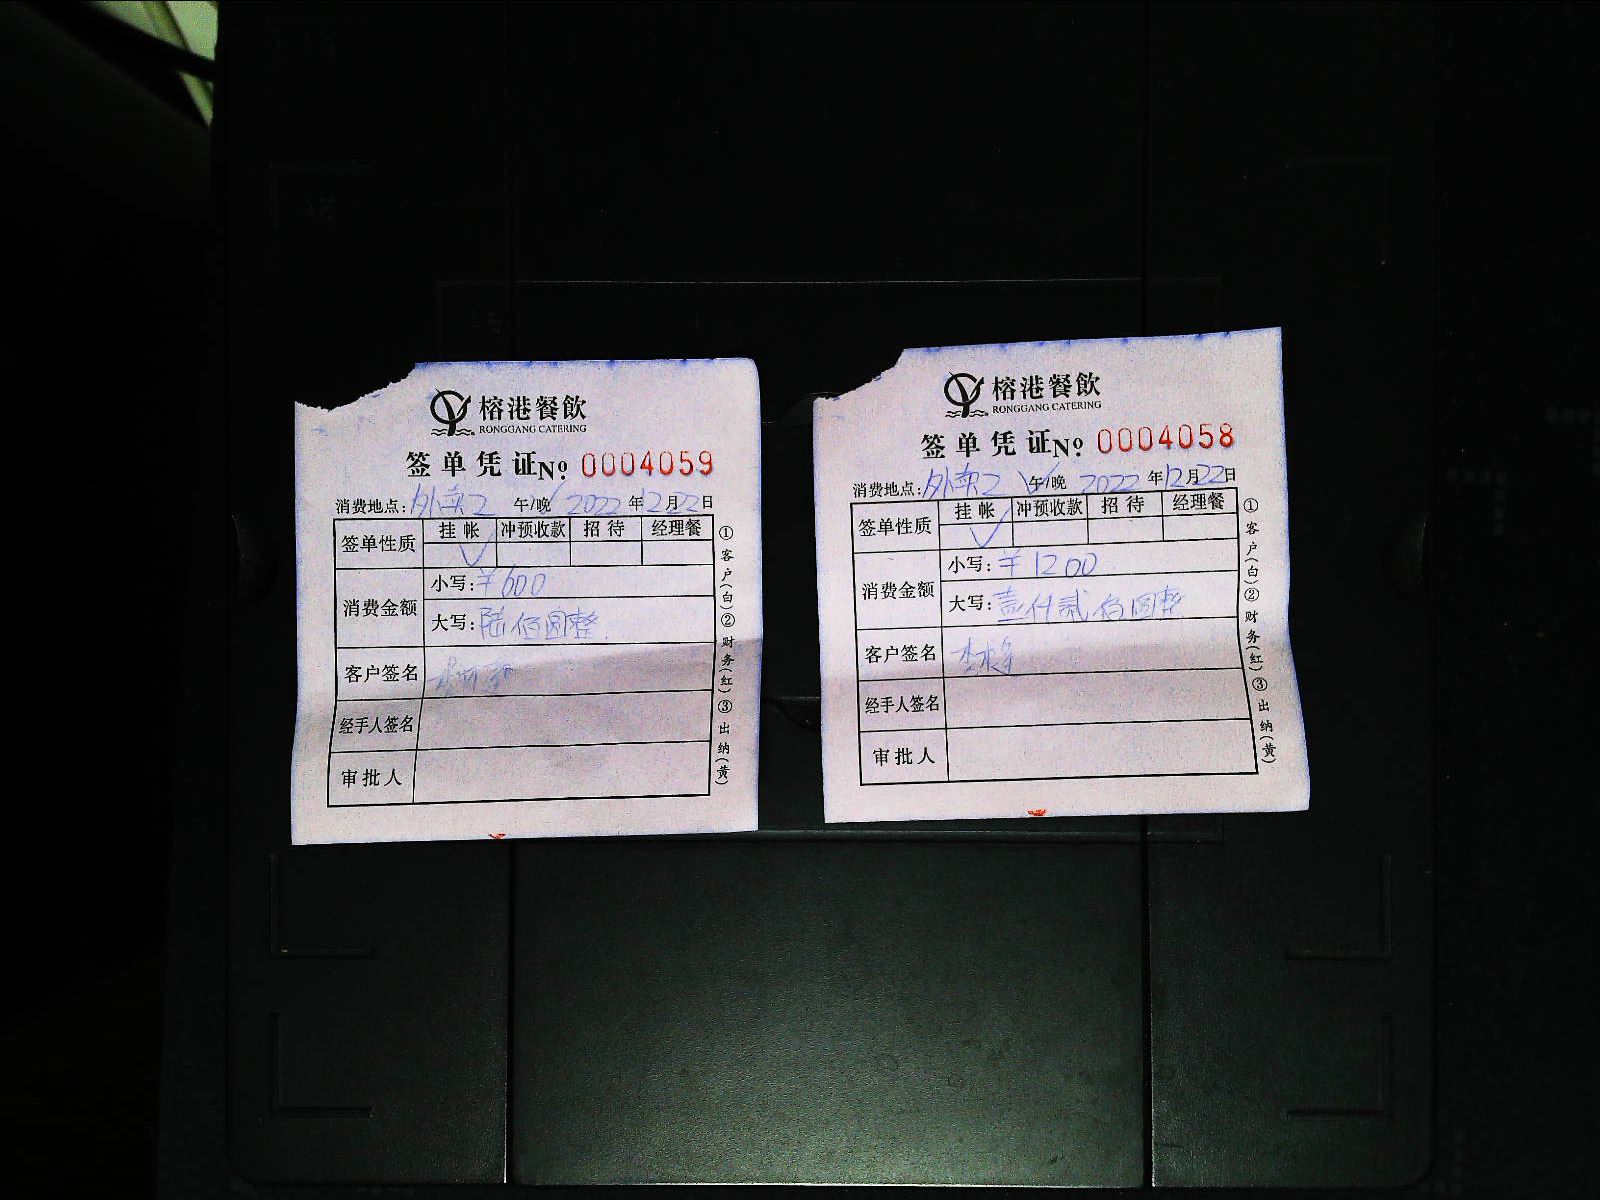 榕港餐飲
RONGGANG CATERING
签单凭证No 0004059
消费地点:外卖2 午/晚 2022年12月22日
签单性质 挂帐 冲预收款 招待 经理餐
√
消费金额 小写:¥600
大写:陆佰圆整
客户签名
经手人签名
审批人
①客户(白)②财务(红)③出纳(黄)
榕港餐飲
RONGGANG CATERING
签单凭证No 0004058
消费地点:外卖2 午/晚 2022年12月22日
签单性质 挂帐 冲预收款 招待 经理餐
√
消费金额 小写:¥1200
大写:壹仟贰佰圆整
客户签名
经手人签名
审批人
①客户(白)②财务(红)③出纳(黄)